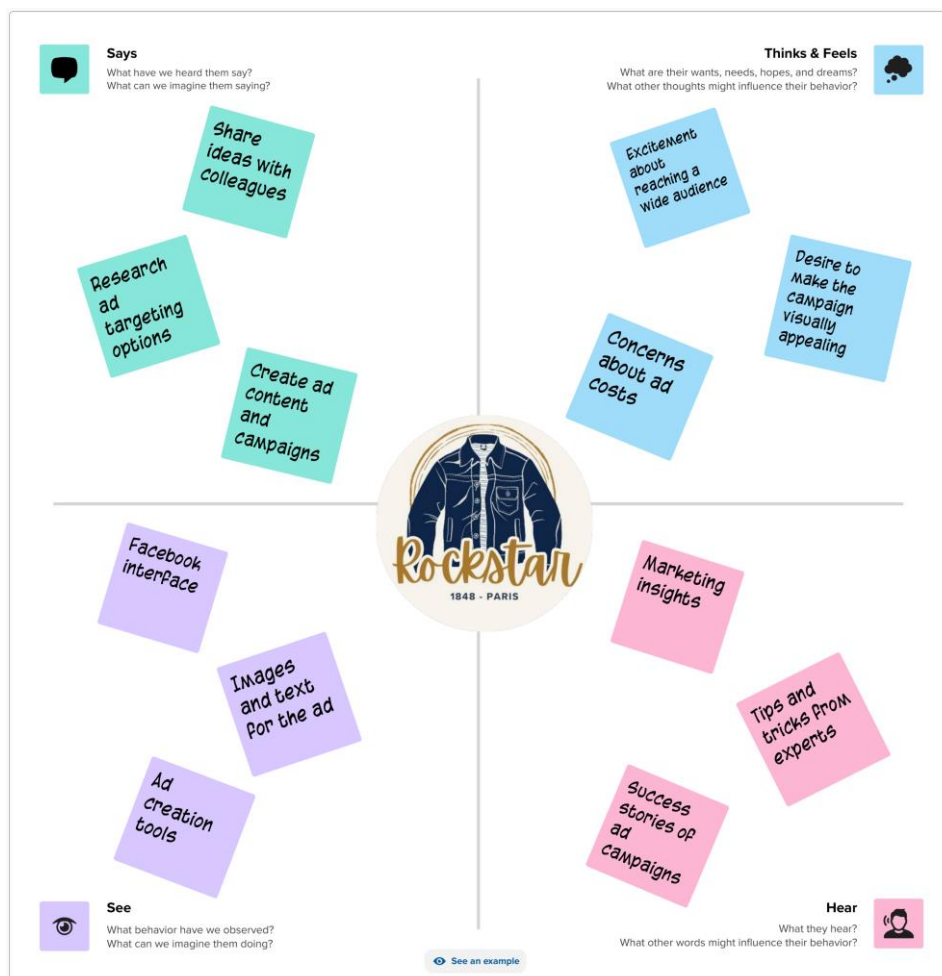 Says
What have we heard them say?
What can we imagine them saying?
Share
ideas with
colleagues
Research
ad
targeting
options
Create ad
content
and
campaigns
Thinks & Feels
What are their wants, needs, hopes, and dreams?
What other thoughts might influence their behavior?
Excitement
about
reaching a
wide audience
Desire to
make the
campaign
visually
appealing
Concerns
about ad
costs
Rockstar
1848 - PARIS
Facebook
interface
Images
and text
for the ad
Ad
creation
tools
See
What behavior have we observed?
What can we imagine them doing?
Marketing
insights
Tips and
tricks from
experts
Success
stories of
ad
campaigns
Hear
What they hear?
What other words might influence their behavior?
See an example